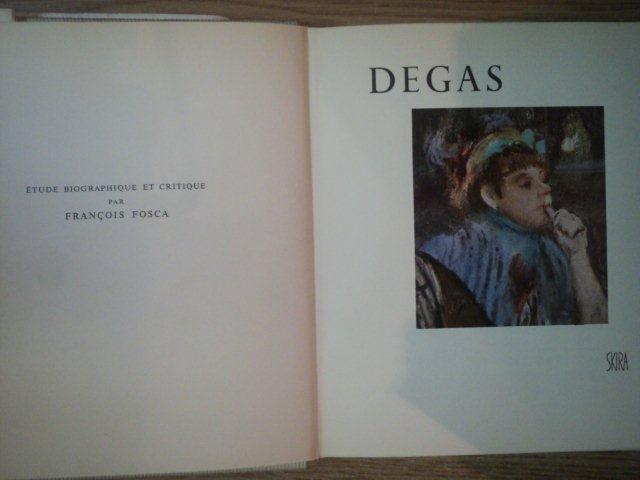 ÉTUDE BIOGRAPHIQUE ET CRITIQUE
PAR
FRANÇOIS FOSCA
DEGAS
SKIRA